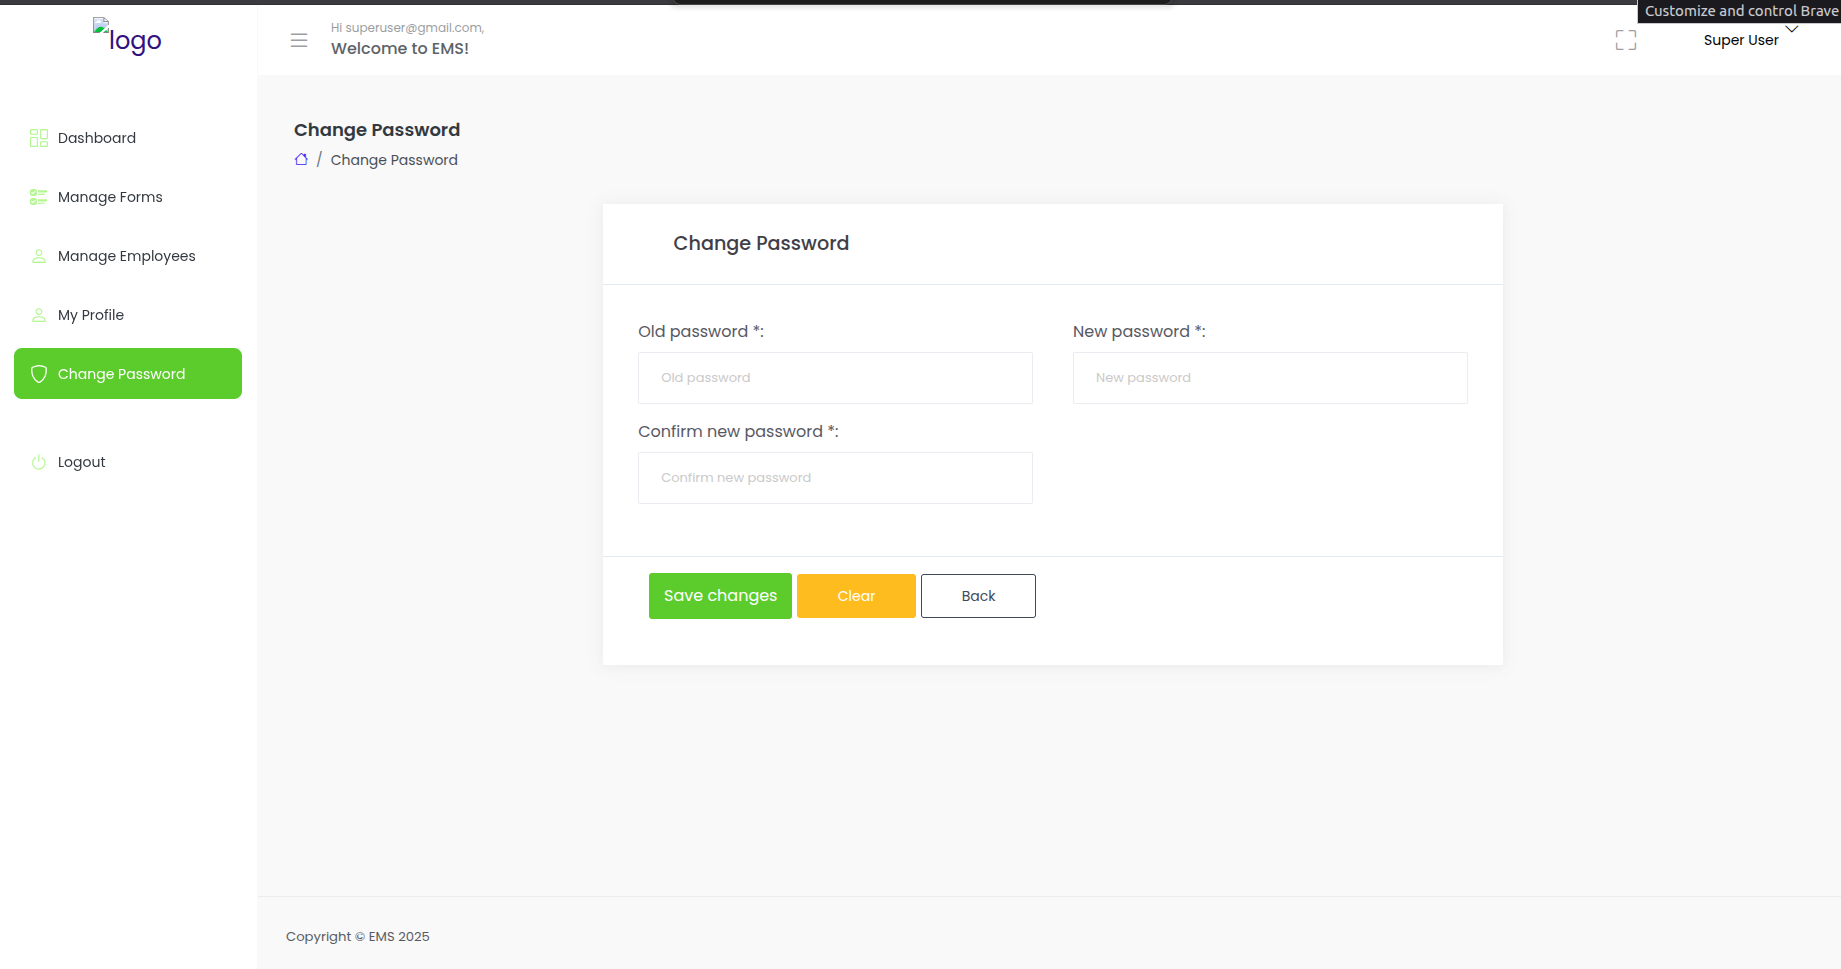 Customize and control Brave
logo
Hi superuser@gmail.com,
Welcome to EMS!
Super User
Dashboard
Manage Forms
Manage Employees
My Profile
Change Password
Logout
Change Password
/ Change Password
Change Password
Old password *:
New password *:
Old password
New password
Confirm new password *:
Confirm new password
Save changes
Clear
Back
Copyright © EMS 2025